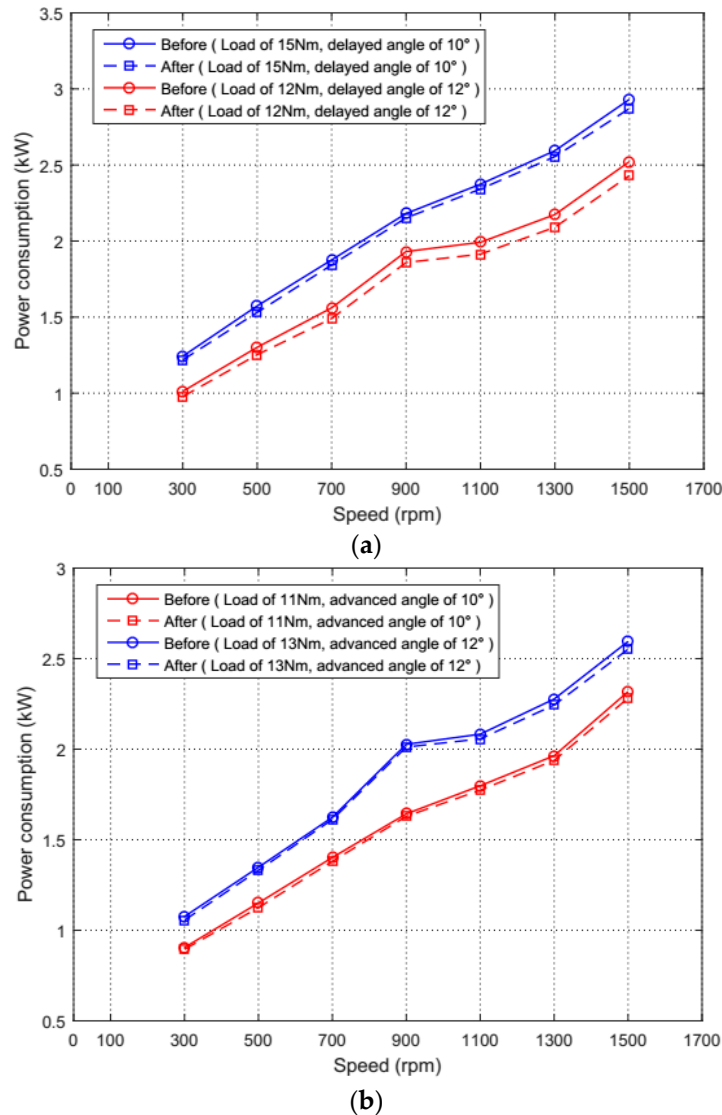 3.5
Before ( Load of 15Nm, delayed angle of 10° )
After ( Load of 15Nm, delayed angle of 10° )
Before ( Load of 12Nm, delayed angle of 12° )
After ( Load of 12Nm, delayed angle of 12° )
3
2.5
2
1.5
1
0.5
Power consumption (kW)
0 100 300 500 700 900 1100 1300 1500 1700
Speed (rpm)
(a)
3
Before ( Load of 11Nm, advanced angle of 10° )
After ( Load of 11Nm, advanced angle of 10° )
Before ( Load of 13Nm, advanced angle of 12° )
After ( Load of 13Nm, advanced angle of 12° )
2.5
2
1.5
1
0.5
Power consumption (kW)
0 100 300 500 700 900 1100 1300 1500 1700
Speed (rpm)
(b)